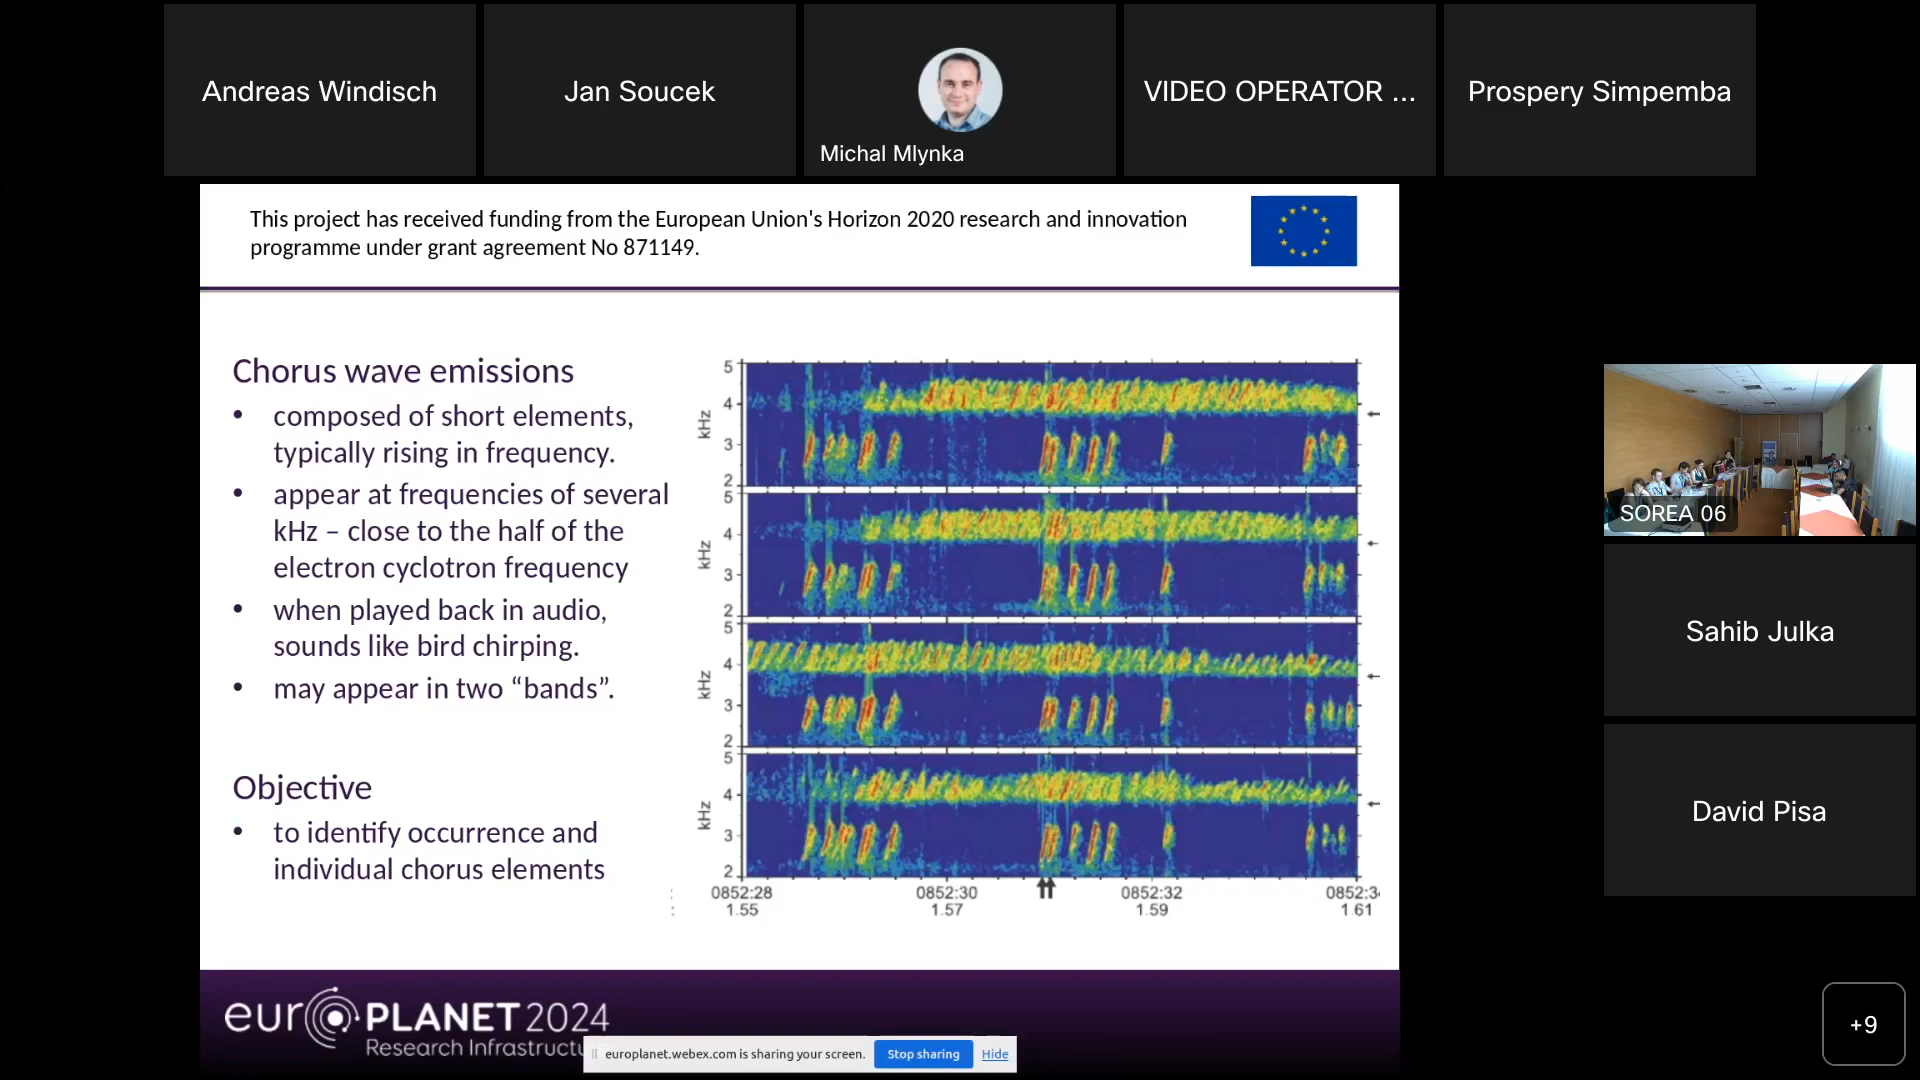 Andreas Windisch
Jan Soucek
Michal Mlynka
VIDEO OPERATOR ...
Prospery Simpemba
This project has received funding from the European Union's Horizon 2020 research and innovation
programme under grant agreement No 871149.
Chorus wave emissions
• composed of short elements,
typically rising in frequency.
• appear at frequencies of several
kHz – close to the half of the
electron cyclotron frequency
• when played back in audio,
sounds like bird chirping.
• may appear in two “bands”.
Objective
• to identify occurrence and
individual chorus elements
5
4
3
2
kHz
5
4
3
2
kHz
5
4
3
2
kHz
5
4
3
2
kHz
0852:28 0852:30 0852:32 0852:3
1.55 1.57 1.59 1.61
SOREA 06
Sahib Julka
David Pisa
+9
euroPLANET 2024
Research Infrastructu
europlanet.webex.com is sharing your screen. Stop sharing Hide